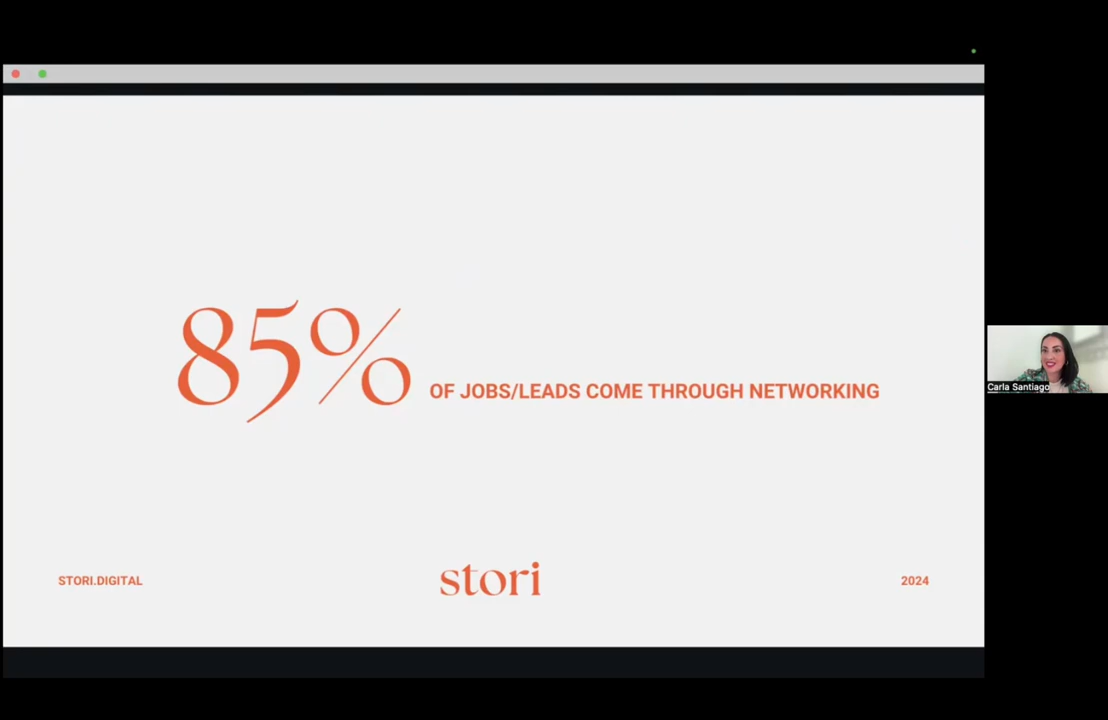 85% OF JOBS/LEADS COME THROUGH NETWORKING
Carla Santiago
STORI.DIGITAL
stori
2024